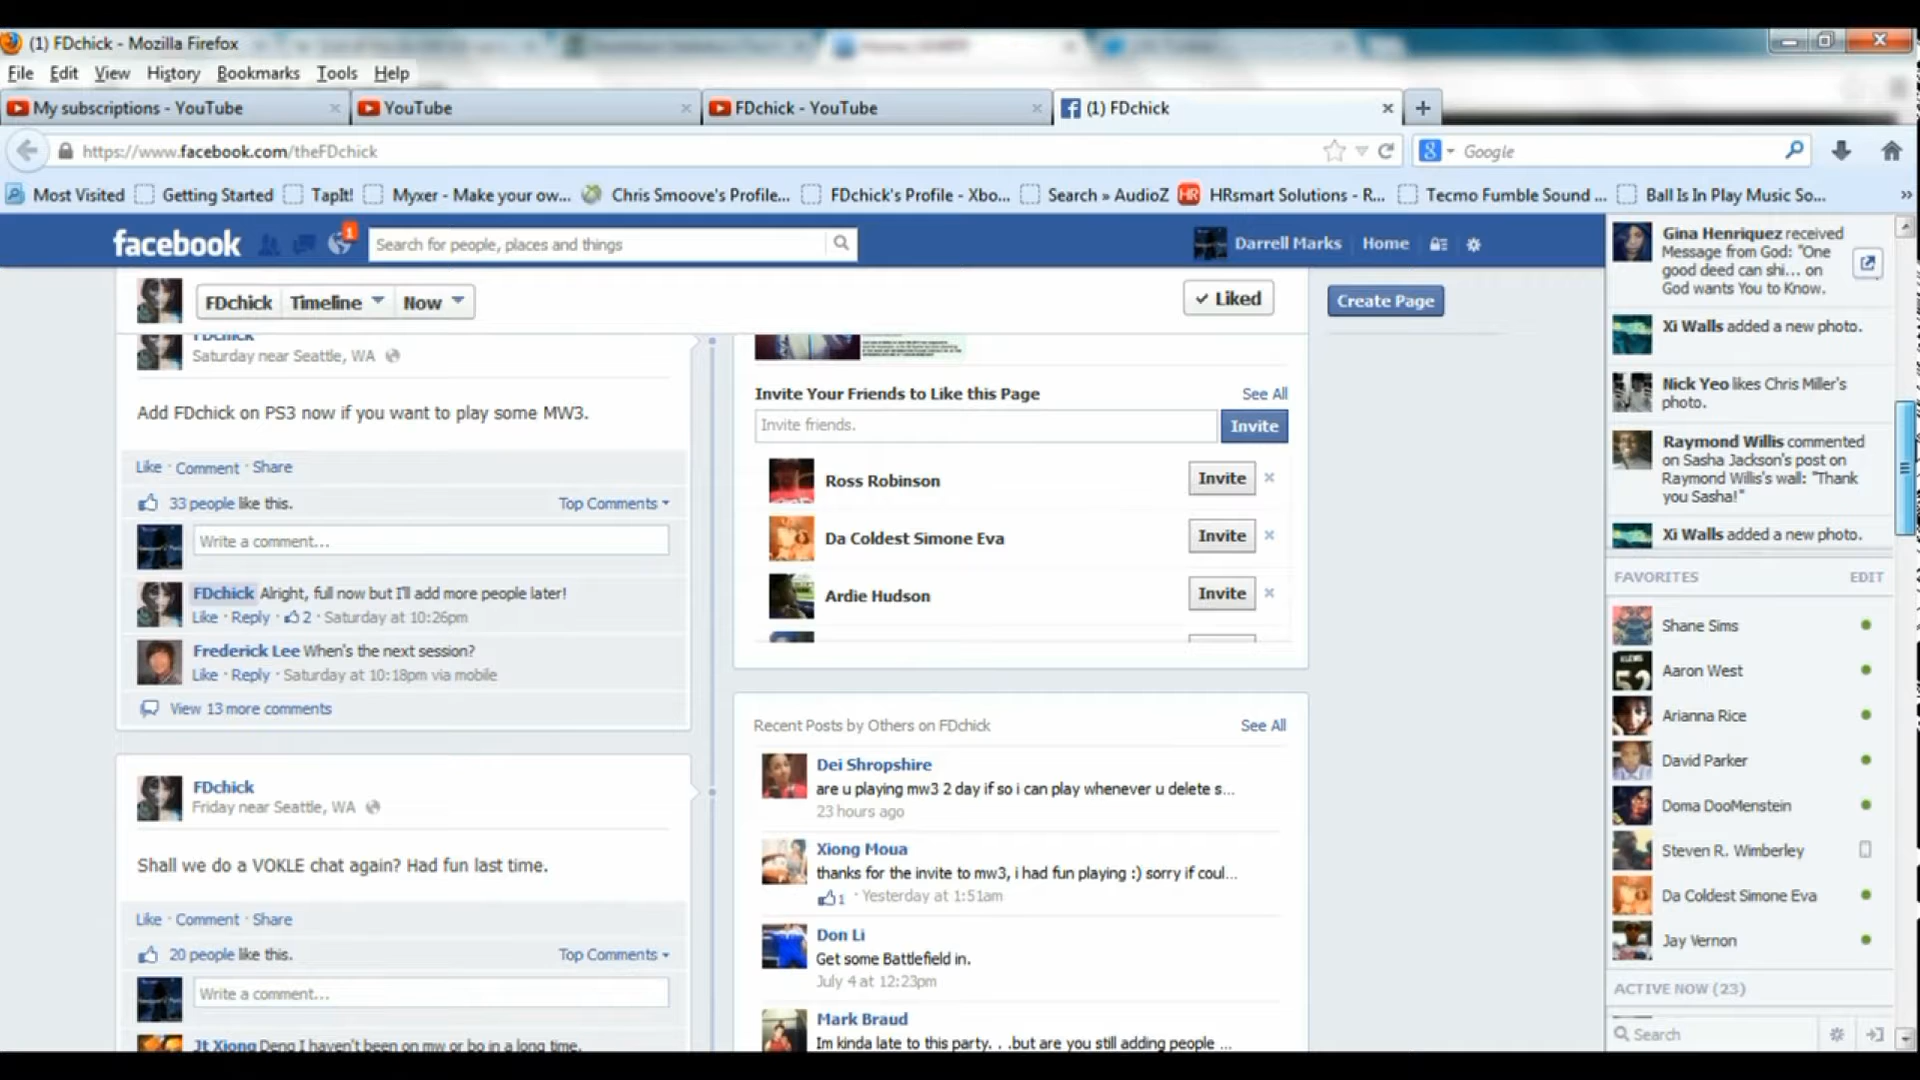 (1) FDchick - Mozilla Firefox
File Edit View History Bookmarks Tools Help
My subscriptions - YouTube
YouTube
FDchick - YouTube
(1) FDchick
https://www.facebook.com/theFDchick
Google
Most Visited Getting Started TapIt! Myxer - Make your ow... Chris Smoove's Profile... FDchick's Profile - Xbo... Search » AudioZ HRsmart Solutions - R... Tecmo Fumble Sound ... Ball Is In Play Music So... »
facebook 1 Search for people, places and things Darrell Marks Home
FDchick Timeline Now Liked Create Page
FDchick
Saturday near Seattle, WA
Add FDchick on PS3 now if you want to play some MW3.
Like · Comment · Share
33 people like this. Top Comments
Write a comment...
FDchick Alright, full now but I'll add more people later!
Like · Reply · 2 · Saturday at 10:26pm
Frederick Lee When's the next session?
Like · Reply · Saturday at 10:18pm via mobile
View 13 more comments
FDchick
Friday near Seattle, WA
Shall we do a VOKLE chat again? Had fun last time.
Like · Comment · Share
20 people like this. Top Comments
Write a comment...
Jt Xiong Deng I haven't been on mw or bo in a long time.
Invite Your Friends to Like this Page See All
Invite friends. Invite
Ross Robinson Invite
Da Coldest Simone Eva Invite
Ardie Hudson Invite
Recent Posts by Others on FDchick See All
Dei Shropshire
are u playing mw3 2 day if so i can play whenever u delete s...
23 hours ago
Xiong Moua
thanks for the invite to mw3, i had fun playing :) sorry if coul...
1 · Yesterday at 1:51am
Don Li
Get some Battlefield in.
July 4 at 12:23pm
Mark Braud
Im kinda late to this party. . .but are you still adding people ...
Gina Henriquez received
Message from God: "One
good deed can shi... on
God wants You to Know.
Xi Walls added a new photo.
Nick Yeo likes Chris Miller's
photo.
Raymond Willis commented
on Sasha Jackson's post on
Raymond Willis's wall: "Thank
you Sasha!"
Xi Walls added a new photo.
FAVORITES EDIT
Shane Sims
Aaron West
Arianna Rice
David Parker
Doma DooMenstein
Steven R. Wimberley
Da Coldest Simone Eva
Jay Vernon
ACTIVE NOW (23)
Search